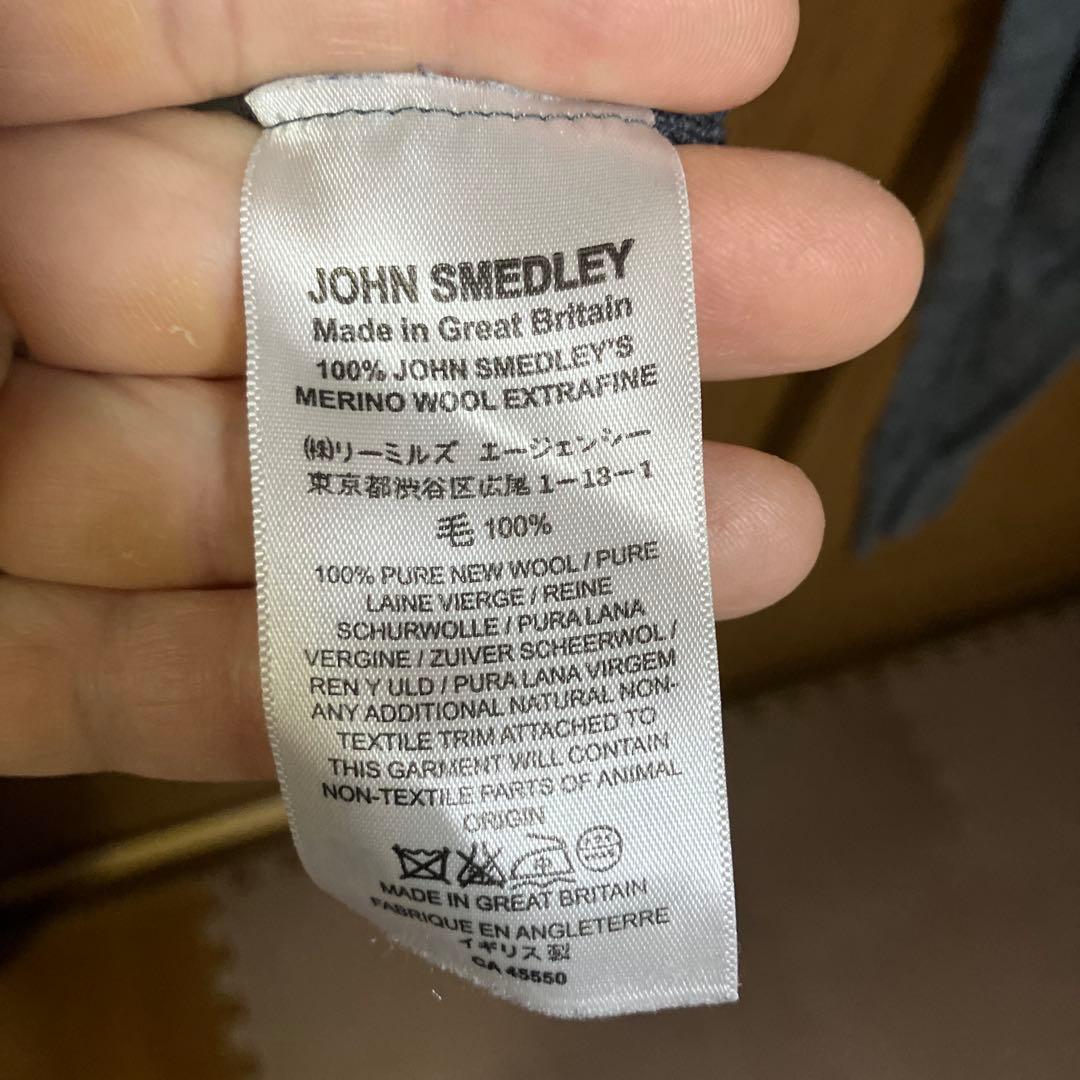 JOHN SMEDLEY
Made in Great Britain
100% JOHN SMEDLEY'S
MERINO WOOL EXTRAFINE
㈱リーミルズ エージェンシー
東京都渋谷区広尾1-13-1
毛 100%
100% PURE NEW WOOL / PURE
LAINE VIERGE / REINE
SCHURWOLLE / PURA LANA
VERGINE / ZUIVER SCHEERWOL /
REN Y ULD / PURA LANA VIRGEM
ANY ADDITIONAL NATURAL NON-
TEXTILE TRIM ATTACHED TO
THIS GARMENT WILL CONTAIN
NON-TEXTILE PARTS OF ANIMAL
ORIGIN
中
MADE IN GREAT BRITAIN
FABRIQUE EN ANGLETERRE
イギリス製
CA 45550